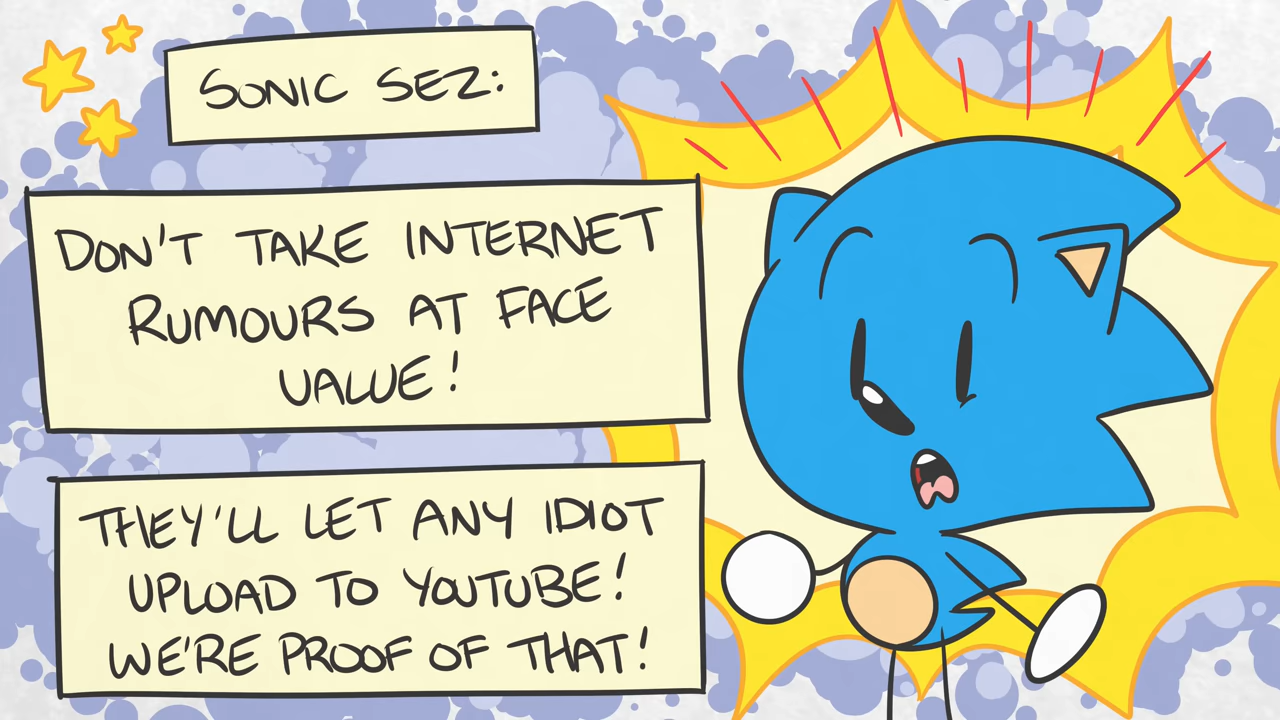 SONIC SEZ:
DON'T TAKE INTERNET
RUMOURS AT FACE
VALUE!
THEY'LL LET ANY IDIOT
UPLOAD TO YOUTUBE!
WE'RE PROOF OF THAT!